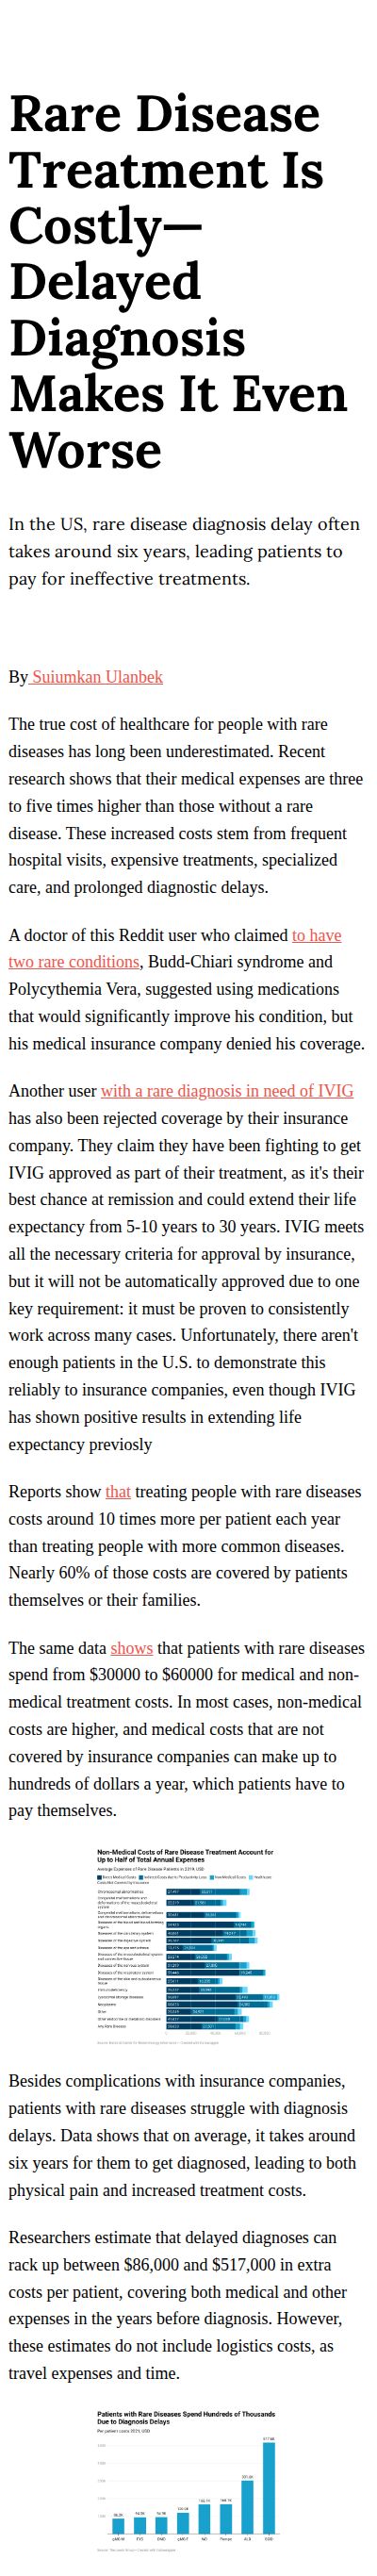 Rare Disease
Treatment Is
Costly—
Delayed
Diagnosis
Makes It Even
Worse
In the US, rare disease diagnosis delay often
takes around six years, leading patients to
pay for ineffective treatments.
By Suiumkan Ulanbek
The true cost of healthcare for people with rare
diseases has long been underestimated. Recent
research shows that their medical expenses are three
to five times higher than those without a rare
disease. These increased costs stem from frequent
hospital visits, expensive treatments, specialized
care, and prolonged diagnostic delays.
A doctor of this Reddit user who claimed to have
two rare conditions, Budd-Chiari syndrome and
Polycythemia Vera, suggested using medications
that would significantly improve his condition, but
his medical insurance company denied his coverage.
Another user with a rare diagnosis in need of IVIG
has also been rejected coverage by their insurance
company. They claim they have been fighting to get
IVIG approved as part of their treatment, as it's their
best chance at remission and could extend their life
expectancy from 5-10 years to 30 years. IVIG meets
all the necessary criteria for approval by insurance,
but it will not be automatically approved due to one
key requirement: it must be proven to consistently
work across many cases. Unfortunately, there aren't
enough patients in the U.S. to demonstrate this
reliably to insurance companies, even though IVIG
has shown positive results in extending life
expectancy previosly
Reports show that treating people with rare diseases
costs around 10 times more per patient each year
than treating people with more common diseases.
Nearly 60% of those costs are covered by patients
themselves or their families.
The same data shows that patients with rare diseases
spend from $30000 to $60000 for medical and non-
medical treatment costs. In most cases, non-medical
costs are higher, and medical costs that are not
covered by insurance companies can make up to
hundreds of dollars a year, which patients have to
pay themselves.
Non-Medical Costs of Rare Disease Treatment Account for
Up to Half of Total Annual Expenses
Average Expenses of Rare Disease Patients in 2019, USD
Besides complications with insurance companies,
patients with rare diseases struggle with diagnosis
delays. Data shows that on average, it takes around
six years for them to get diagnosed, leading to both
physical pain and increased treatment costs.
Researchers estimate that delayed diagnoses can
rack up between $86,000 and $517,000 in extra
costs per patient, covering both medical and other
expenses in the years before diagnosis. However,
these estimates do not include logistics costs, as
travel expenses and time.
Patients with Rare Diseases Spend Hundreds of Thousands
Due to Diagnosis Delays
Per patient costs, 2023, USD